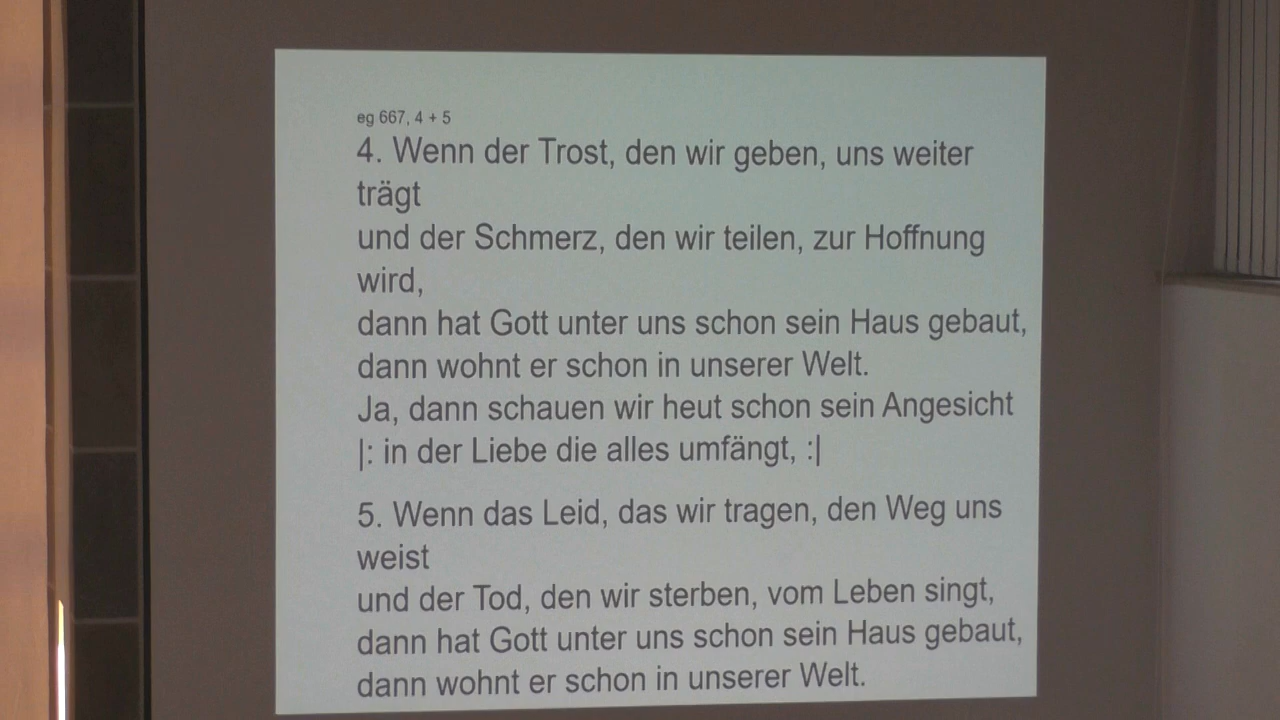 eg 667, 4 + 5
4. Wenn der Trost, den wir geben, uns weiter
trägt
und der Schmerz, den wir teilen, zur Hoffnung
wird,
dann hat Gott unter uns schon sein Haus gebaut,
dann wohnt er schon in unserer Welt.
Ja, dann schauen wir heut schon sein Angesicht
|: in der Liebe die alles umfängt, :|
5. Wenn das Leid, das wir tragen, den Weg uns
weist
und der Tod, den wir sterben, vom Leben singt,
dann hat Gott unter uns schon sein Haus gebaut,
dann wohnt er schon in unserer Welt.